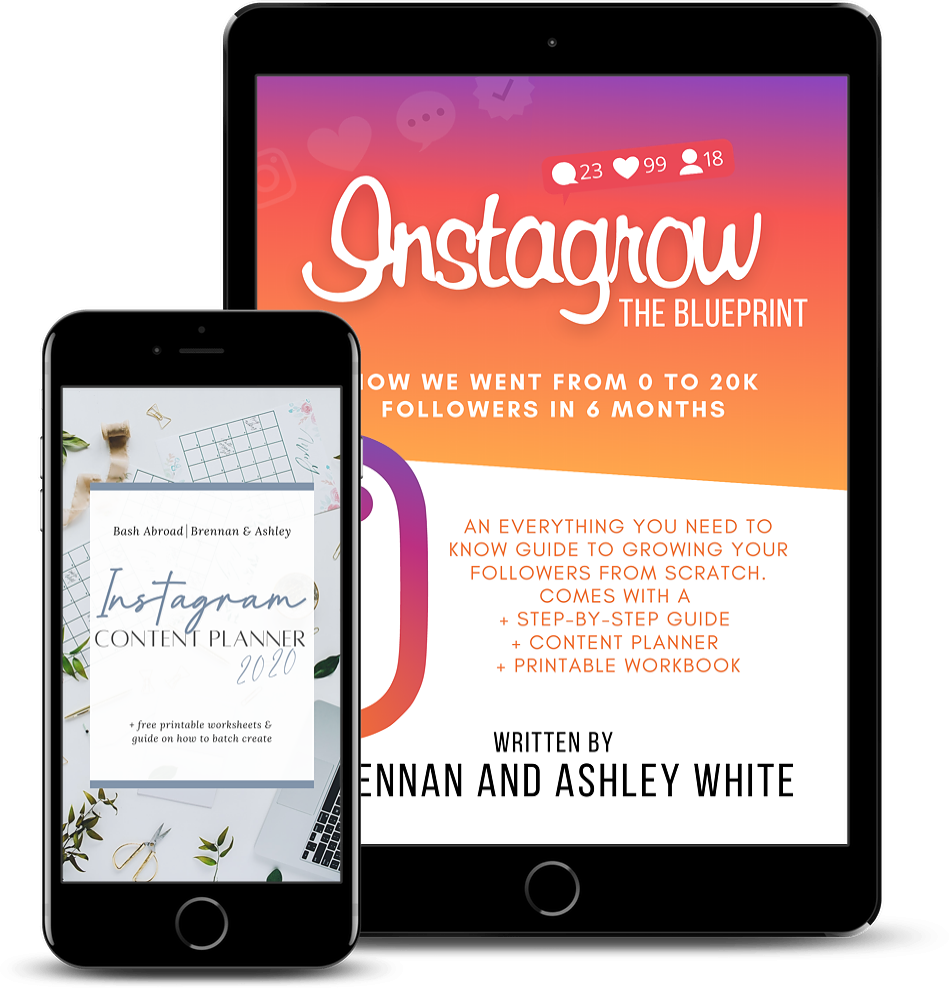 23 99 18
Instagrow
THE BLUEPRINT
HOW WE WENT FROM 0 TO 20K
FOLLOWERS IN 6 MONTHS
AN EVERYTHING YOU NEED TO
KNOW GUIDE TO GROWING YOUR
FOLLOWERS FROM SCRATCH.
COMES WITH A
+ STEP-BY-STEP GUIDE
+ CONTENT PLANNER
+ PRINTABLE WORKBOOK
WRITTEN BY
ENNAN AND ASHLEY WHITE
May
Bash Abroad|Brennan & Ashley
Instagram
CONTENT PLANNER
2020
+ free printable worksheets &
guide on how to batch create